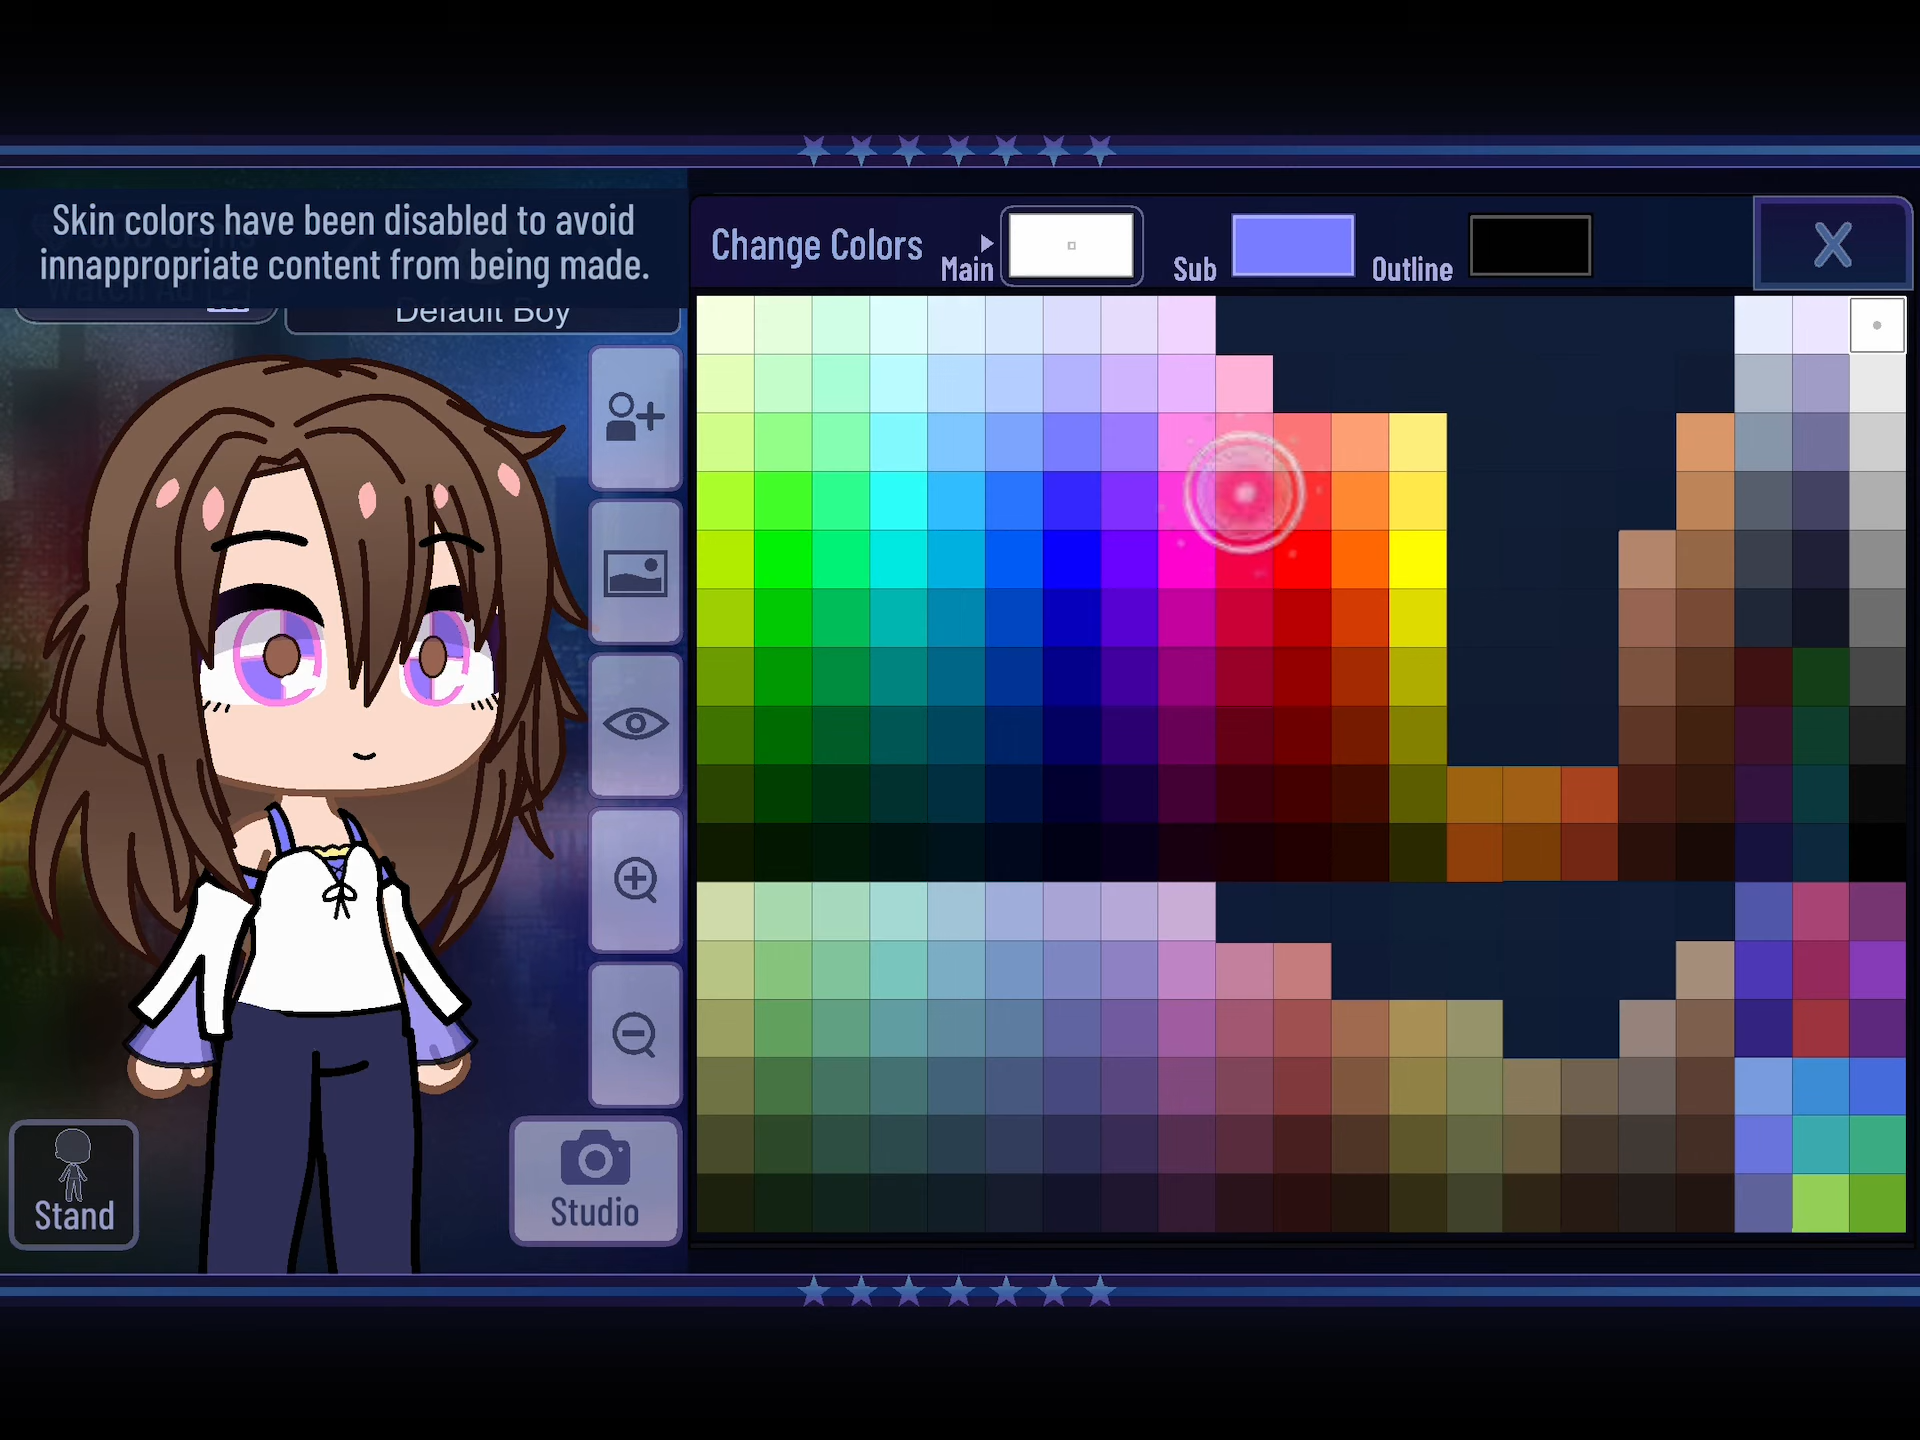 Skin colors have been disabled to avoid
innappropriate content from being made.
Default Boy
Change Colors
Main
Sub
Outline
X
Stand
Studio